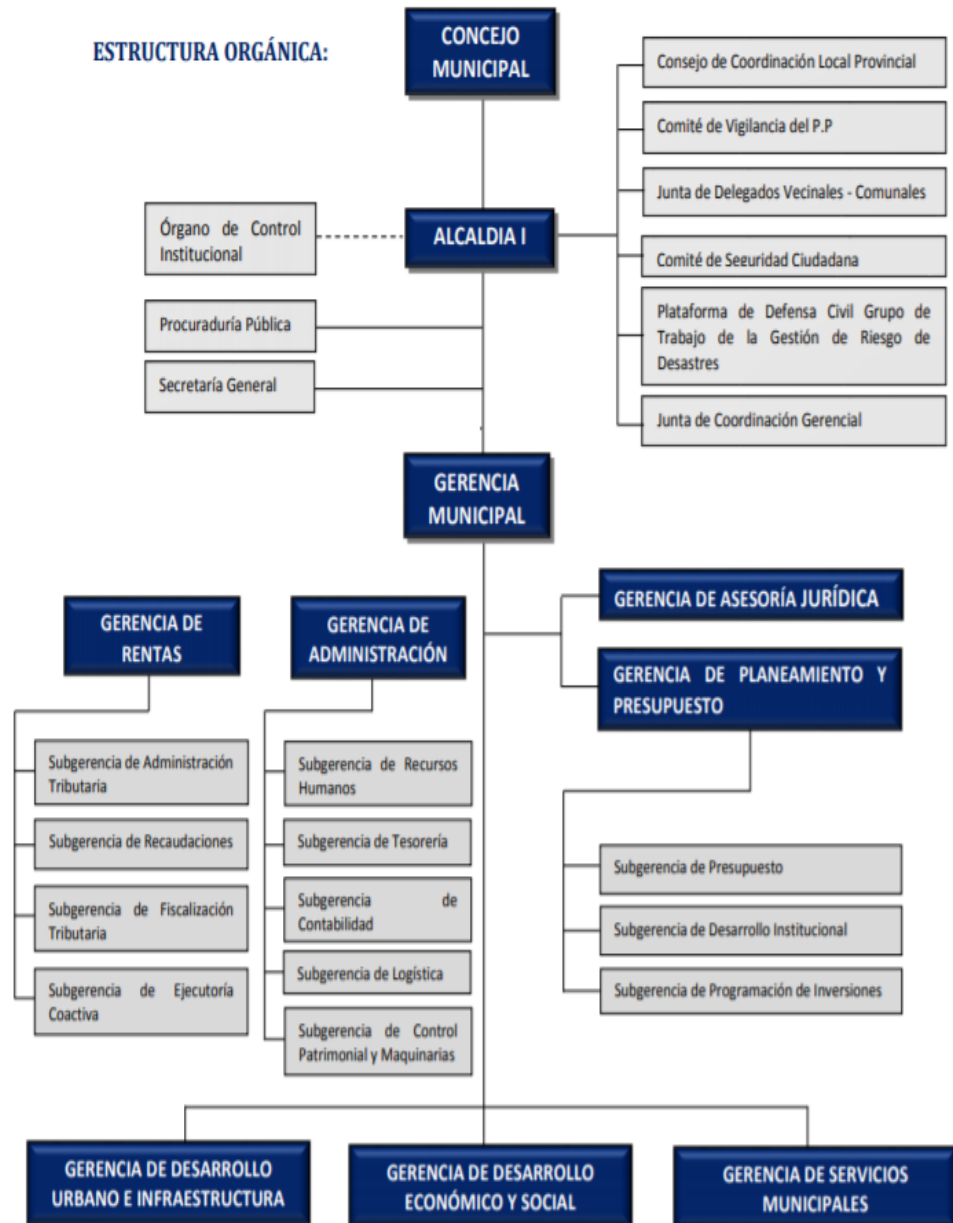 ESTRUCTURA ORGÁNICA:
CONCEJO
MUNICIPAL
Consejo de Coordinación Local Provincial
Comité de Vigilancia del P.P
Junta de Delegados Vecinales - Comunales
Órgano de Control
Institucional
ALCALDIA I
Comité de Seguridad Ciudadana
Procuraduría Pública
Plataforma de Defensa Civil Grupo de
Trabajo de la Gestión de Riesgo de
Desastres
Secretaría General
Junta de Coordinación Gerencial
GERENCIA
MUNICIPAL
GERENCIA DE ASESORÍA JURÍDICA
GERENCIA DE PLANEAMIENTO Y
PRESUPUESTO
GERENCIA DE
RENTAS
Subgerencia de Administración
Tributaria
Subgerencia de Recaudaciones
Subgerencia de Fiscalización
Tributaria
Subgerencia de Ejecutoría
Coactiva
GERENCIA DE
ADMINISTRACIÓN
Subgerencia de Recursos
Humanos
Subgerencia de Tesorería
Subgerencia de
Contabilidad
Subgerencia de Logística
Subgerencia de Control
Patrimonial y Maquinarias
Subgerencia de Presupuesto
Subgerencia de Desarrollo Institucional
Subgerencia de Programación de Inversiones
GERENCIA DE DESARROLLO
URBANO E INFRAESTRUCTURA
GERENCIA DE DESARROLLO
ECONÓMICO Y SOCIAL
GERENCIA DE SERVICIOS
MUNICIPALES